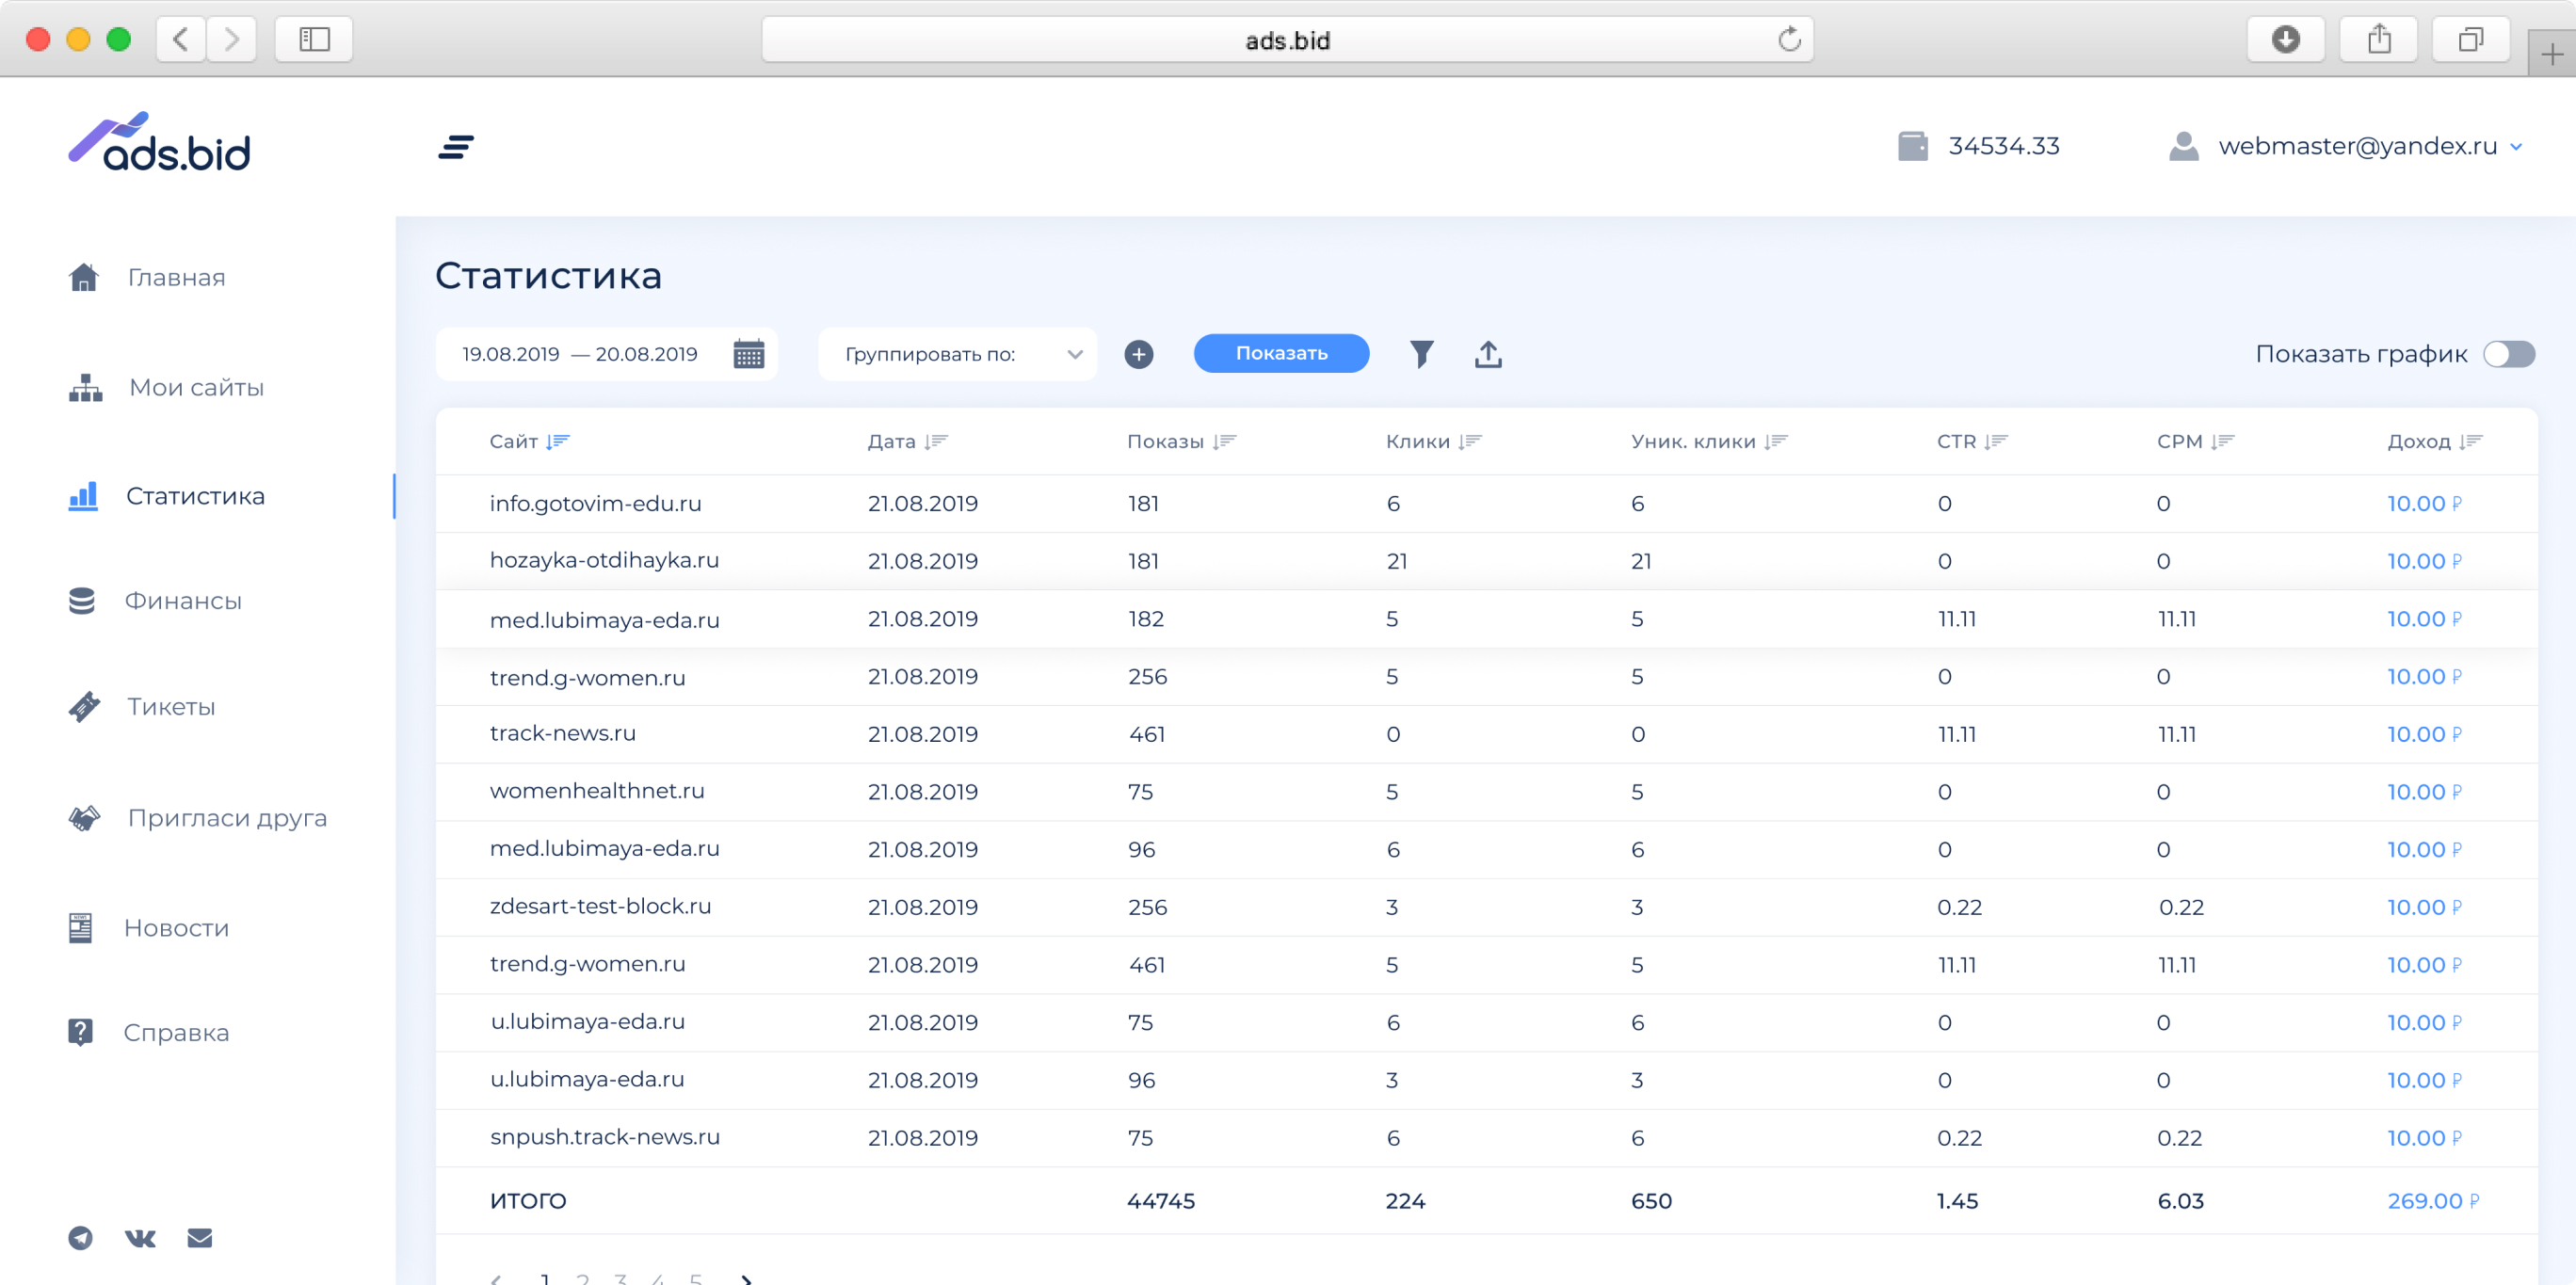 ads.bid
ads.bid
34534.33
webmaster@yandex.ru
Главная
Мои сайты
Статистика
Финансы
Тикеты
Пригласи друга
Новости
Справка
Статистика
19.08.2019 — 20.08.2019
Группировать по:
Показать
Показать график
Сайт Дата Показы Клики Уник. клики CTR CPM Доход
info.gotovim-edu.ru 21.08.2019 181 6 6 0 0 10.00 ₽
hozayka-otdihayka.ru 21.08.2019 181 21 21 0 0 10.00 ₽
med.lubimaya-eda.ru 21.08.2019 182 5 5 11.11 11.11 10.00 ₽
trend.g-women.ru 21.08.2019 256 5 5 0 0 10.00 ₽
track-news.ru 21.08.2019 461 0 0 11.11 11.11 10.00 ₽
womenhealthnet.ru 21.08.2019 75 5 5 0 0 10.00 ₽
med.lubimaya-eda.ru 21.08.2019 96 6 6 0 0 10.00 ₽
zdesart-test-block.ru 21.08.2019 256 3 3 0.22 0.22 10.00 ₽
trend.g-women.ru 21.08.2019 461 5 5 11.11 11.11 10.00 ₽
u.lubimaya-eda.ru 21.08.2019 75 6 6 0 0 10.00 ₽
u.lubimaya-eda.ru 21.08.2019 96 3 3 0 0 10.00 ₽
snpush.track-news.ru 21.08.2019 75 6 6 0.22 0.22 10.00 ₽
ИТОГО 44745 224 650 1.45 6.03 269.00 ₽
1 2 3 4 5